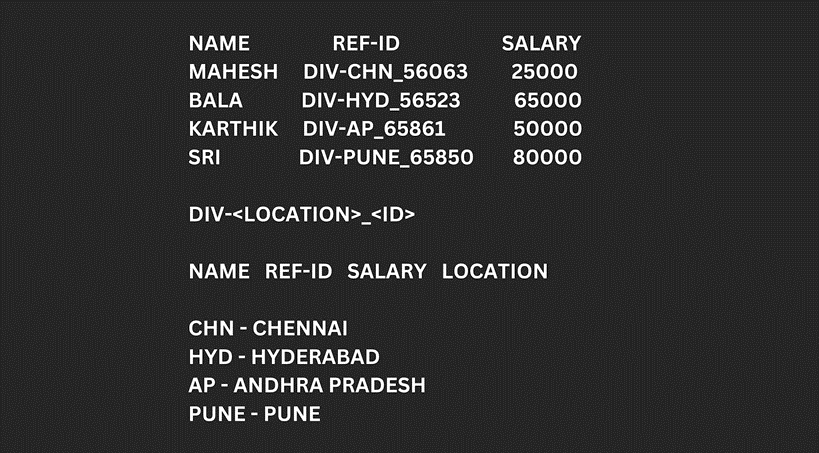 NAME REF-ID SALARY
MAHESH DIV-CHN_56063 25000
BALA DIV-HYD_56523 65000
KARTHIK DIV-AP_65861 50000
SRI DIV-PUNE_65850 80000
DIV-<LOCATION>_<ID>
NAME REF-ID SALARY LOCATION
CHN - CHENNAI
HYD - HYDERABAD
AP - ANDHRA PRADESH
PUNE - PUNE